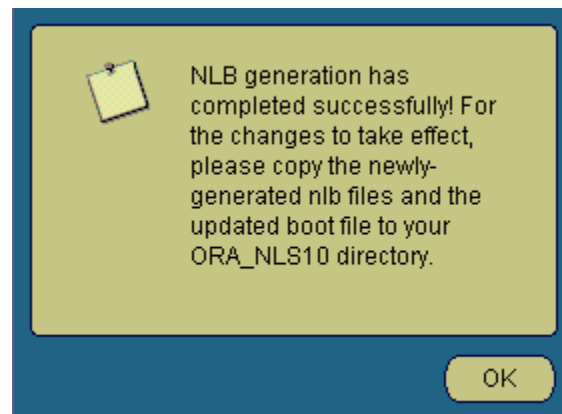 NLB generation has
completed successfully! For
the changes to take effect,
please copy the newly-
generated nlb files and the
updated boot file to your
ORA_NLS10 directory.
OK